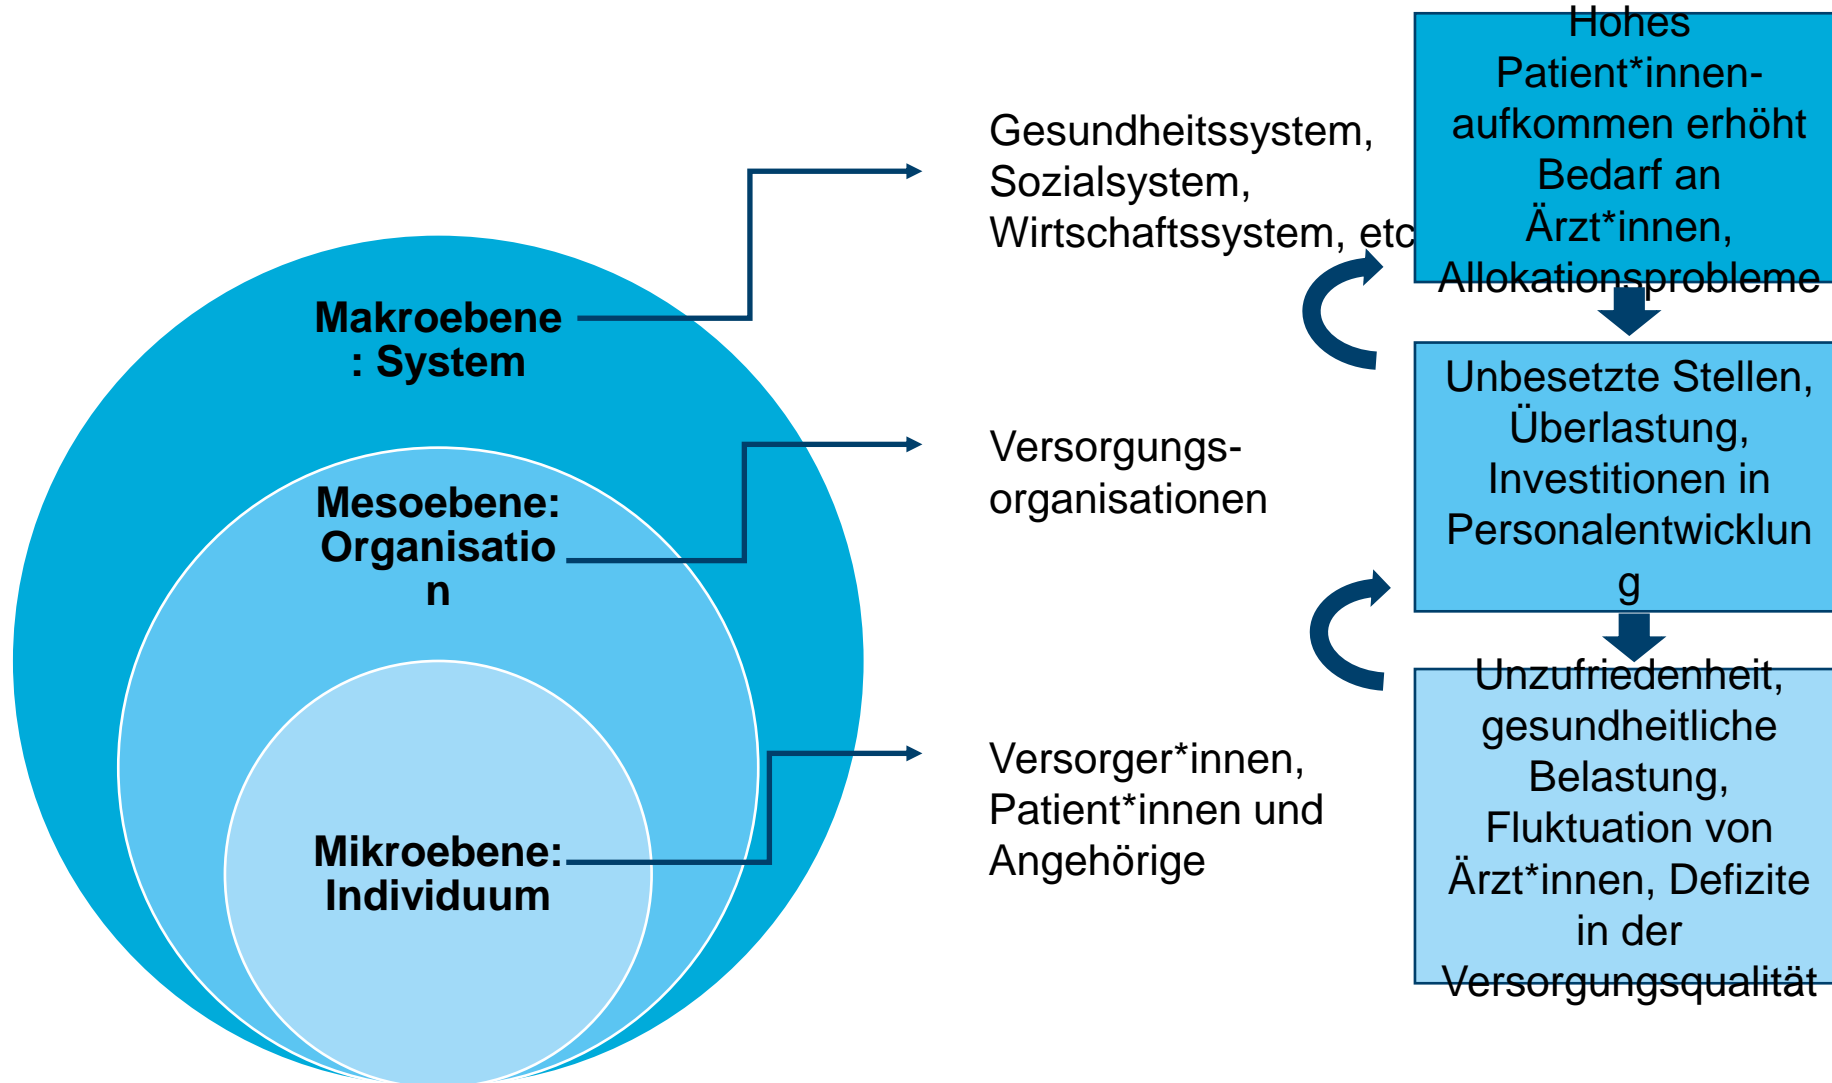 Makroebene
: System
Mesoebene:
Organisatio
n
Mikroebene:
Individuum
Gesundheitssystem,
Sozialsystem,
Wirtschaftssystem, etc
Versorgungs-
organisationen
Versorger*innen,
Patient*innen und
Angehörige
Hohes
Patient*innen-
aufkommen erhöht
Bedarf an
Ärzt*innen,
Allokationsprobleme
Unbesetzte Stellen,
Überlastung,
Investitionen in
Personalentwicklun
g
Unzufriedenheit,
gesundheitliche
Belastung,
Fluktuation von
Ärzt*innen, Defizite
in der
Versorgungsqualität